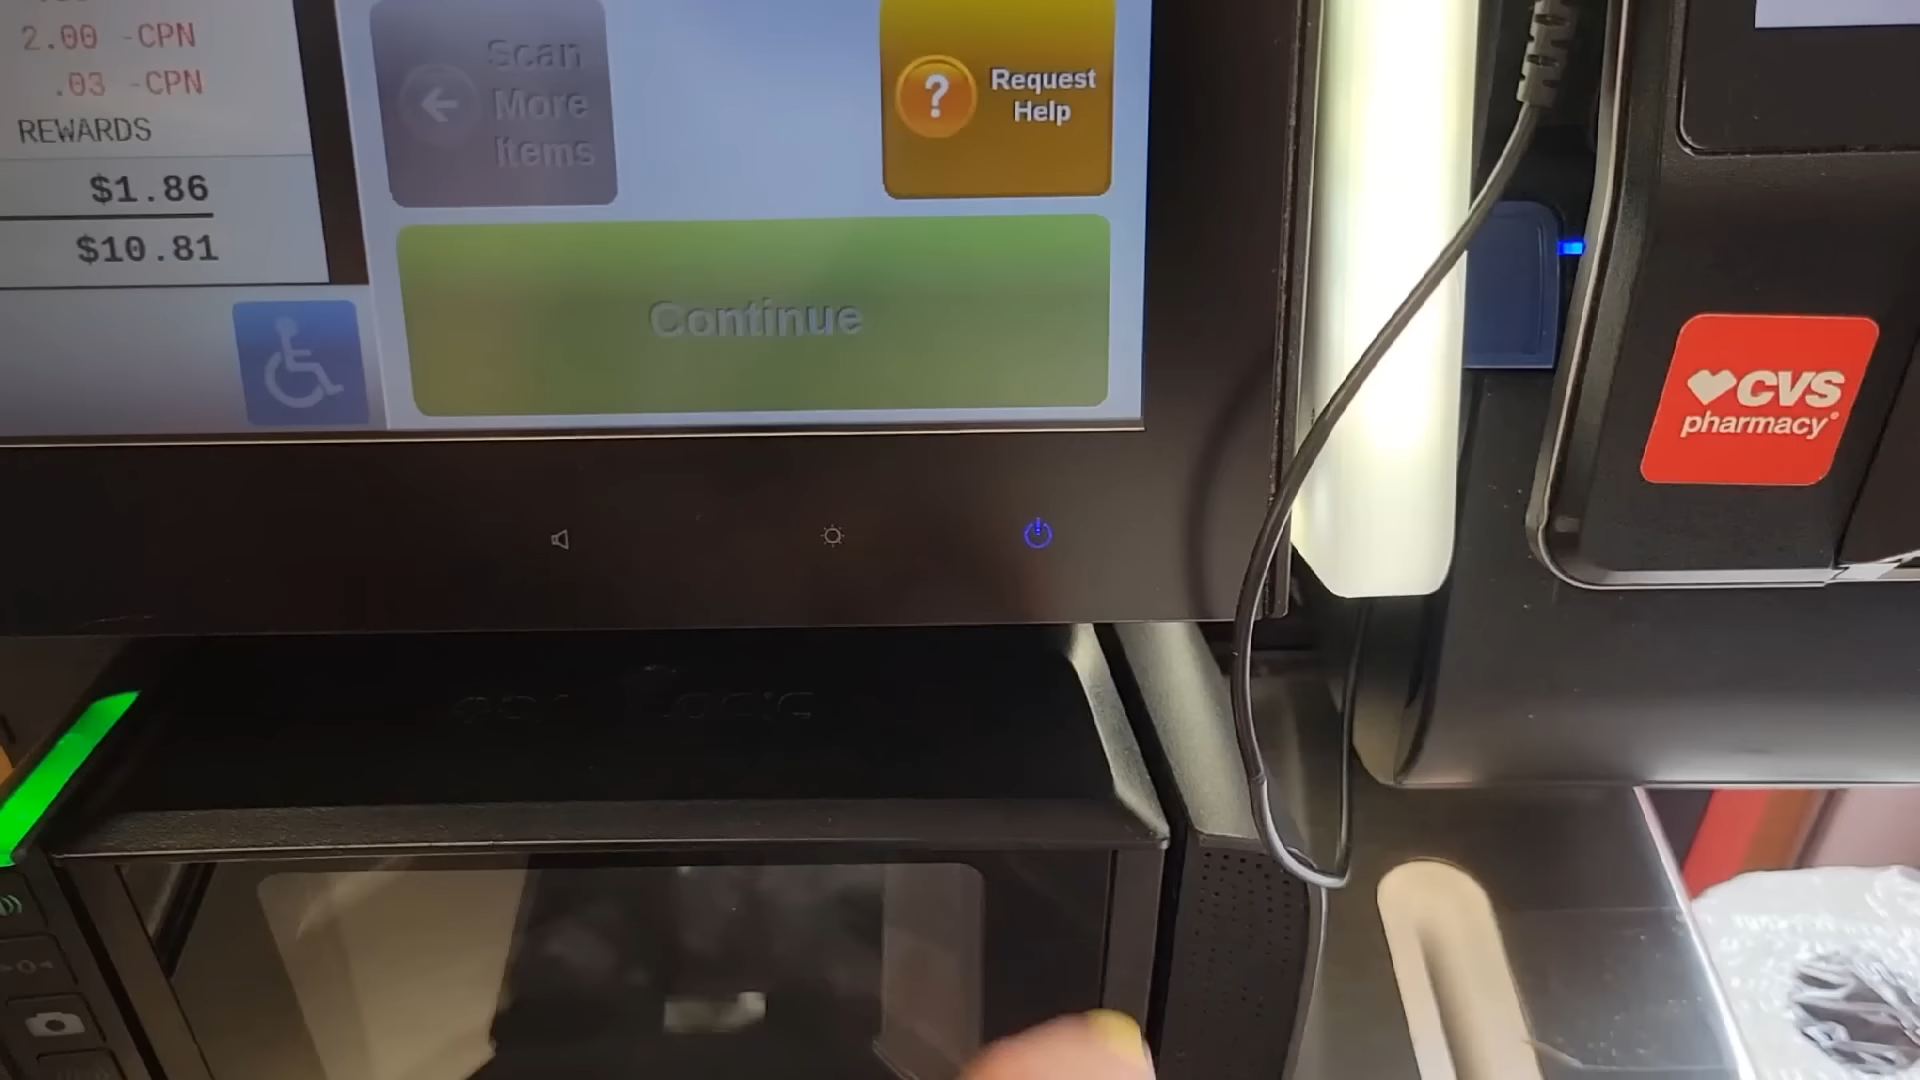 2.00 -CPN
.03 -CPN
REWARDS
$1.86
$10.81
Scan
More
Items
?
Request
Help
Continue
CVS
pharmacy®